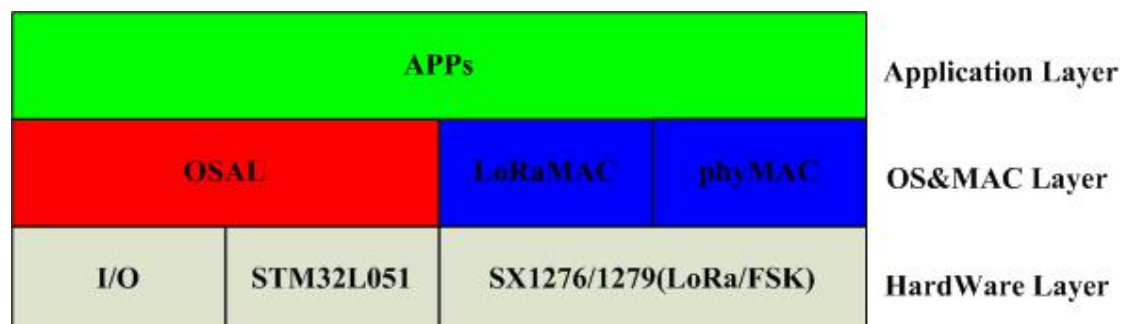 APPs
Application Layer
OSAL
LoRaMAC
phyMAC
OS&MAC Layer
I/O
STM32L051
SX1276/1279(LoRa/FSK)
HardWare Layer